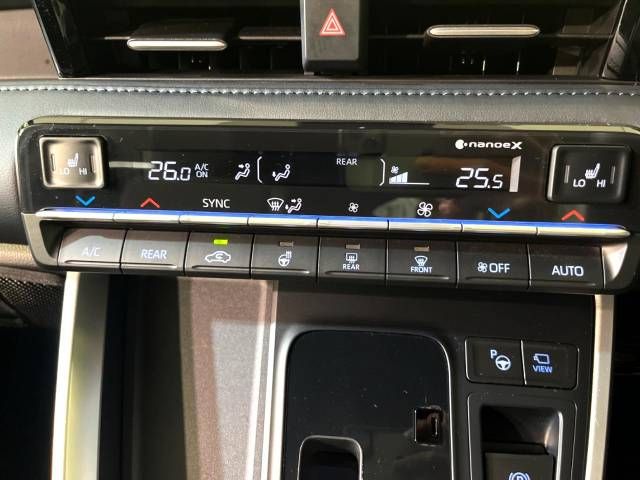 nanoeX
LO HI
26.0 A/C ON REAR 25.5
LO HI
SYNC
A/C REAR REAR FRONT OFF AUTO
P VIEW
P